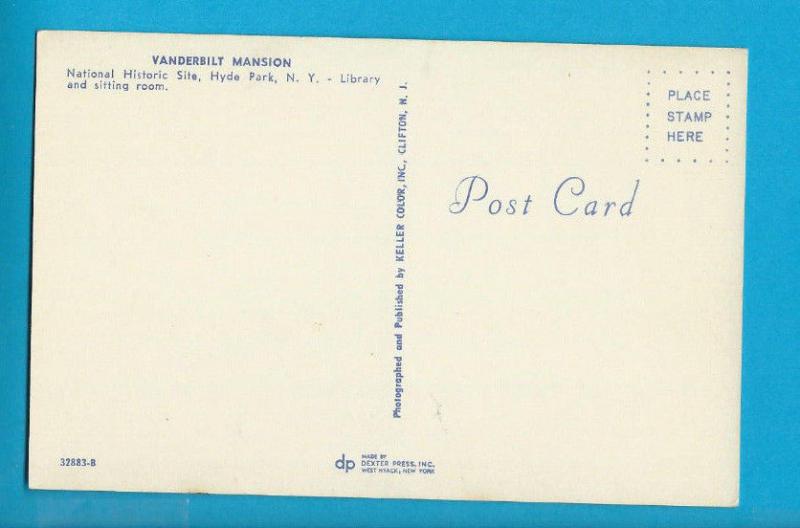 VANDERBILT MANSION
National Historic Site, Hyde Park, N. Y. - Library
and sitting room.
Photographed and Published by KELLER COLOR, INC., CLIFTON, N. J.
PLACE
STAMP
HERE
Post Card
32883-B
dp
MADE BY
DEXTER PRESS, INC.
WEST NYACK, NEW YORK